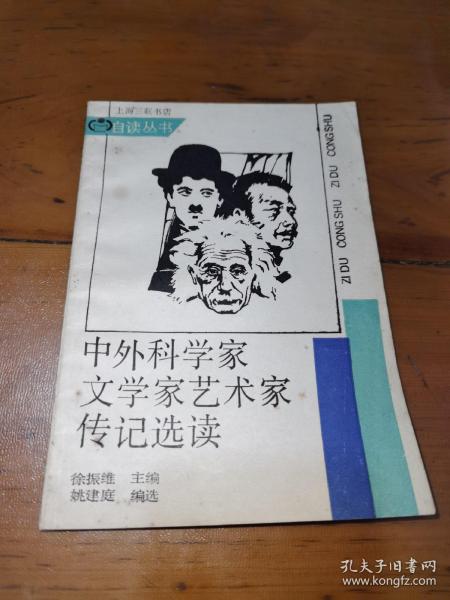 上海三联书店
自读丛书
ZI DU CONG SHU ZI DU CONG SHU
中外科学家
文学家艺术家
传记选读
徐振维 主编
姚建庭 编选
孔夫子旧书网
www.kongfz.com